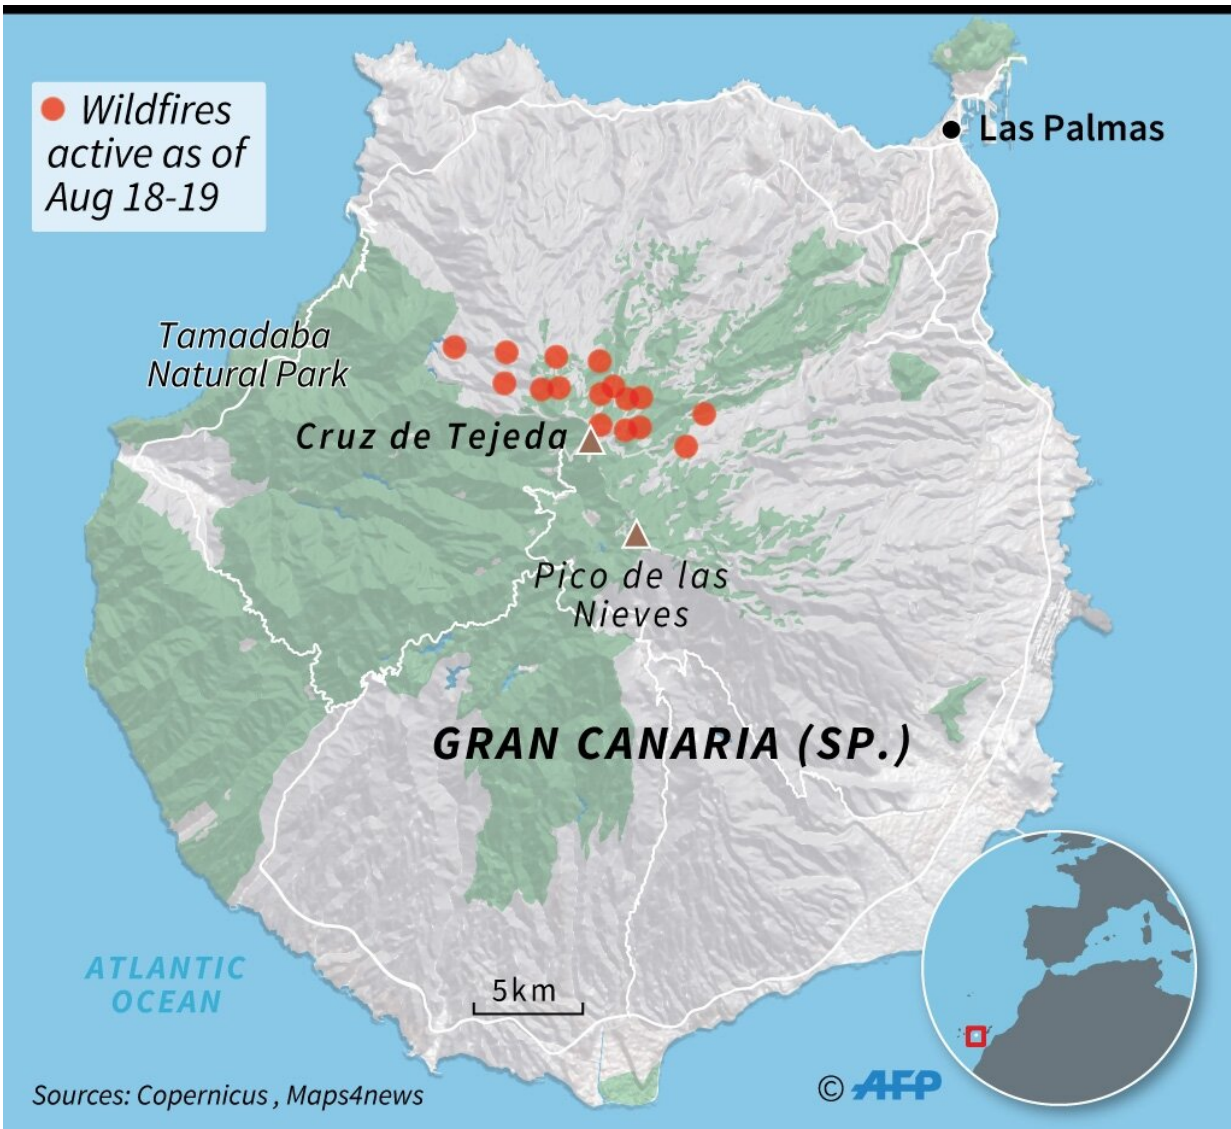 Wildfires
active as of
Aug 18-19
Las Palmas
Tamadaba
Natural Park
Cruz de Tejeda
Pico de las
Nieves
GRAN CANARIA (SP.)
ATLANTIC
OCEAN
5km
Sources: Copernicus , Maps4news
© AFP